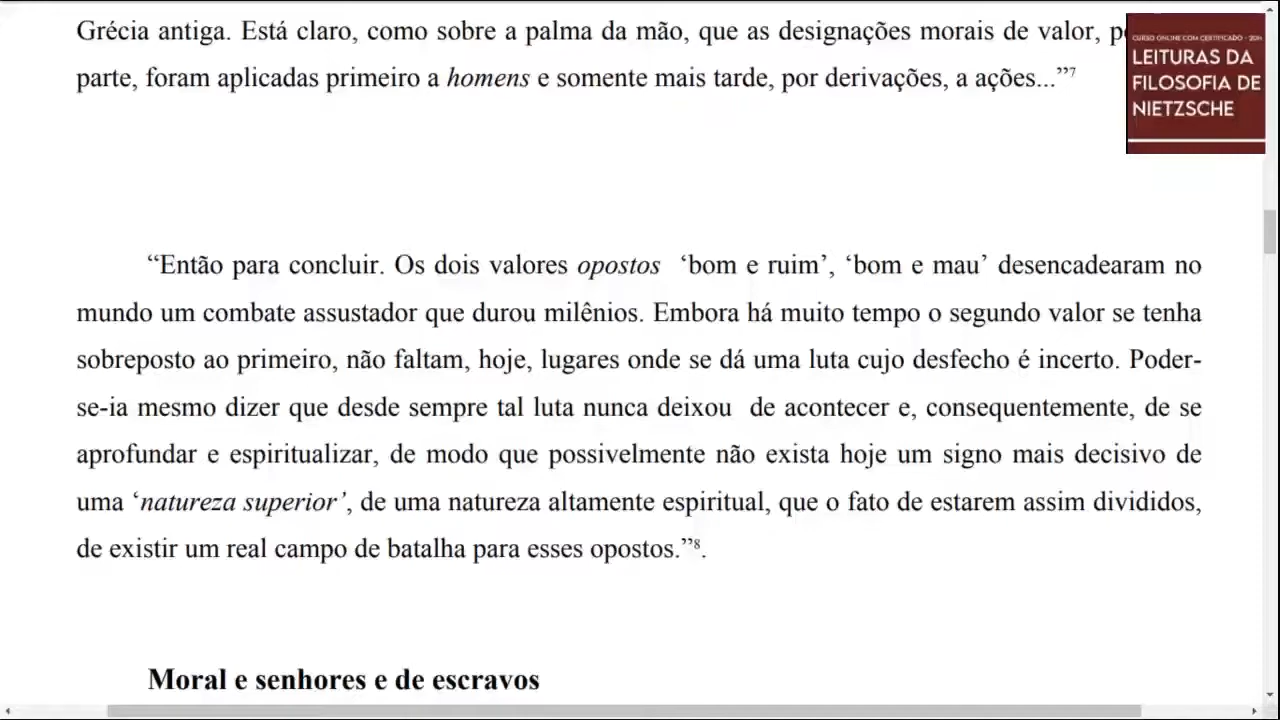 Grécia antiga. Está claro, como sobre a palma da mão, que as designações morais de valor,
parte, foram aplicadas primeiro a homens e somente mais tarde, por derivações, a ações...”⁷
CURSO ONLINE COM CERTIFICADO - 20H
LEITURAS DA
FILOSOFIA DE
NIETZSCHE
“Então para concluir. Os dois valores opostos ‘bom e ruim’, ‘bom e mau’ desencadearam no
mundo um combate assustador que durou milênios. Embora há muito tempo o segundo valor se tenha
sobreposto ao primeiro, não faltam, hoje, lugares onde se dá uma luta cujo desfecho é incerto. Poder-
se-ia mesmo dizer que desde sempre tal luta nunca deixou de acontecer e, consequentemente, de se
aprofundar e espiritualizar, de modo que possivelmente não exista hoje um signo mais decisivo de
uma ‘natureza superior’, de uma natureza altamente espiritual, que o fato de estarem assim divididos,
de existir um real campo de batalha para esses opostos.”⁸.
Moral e senhores e de escravos